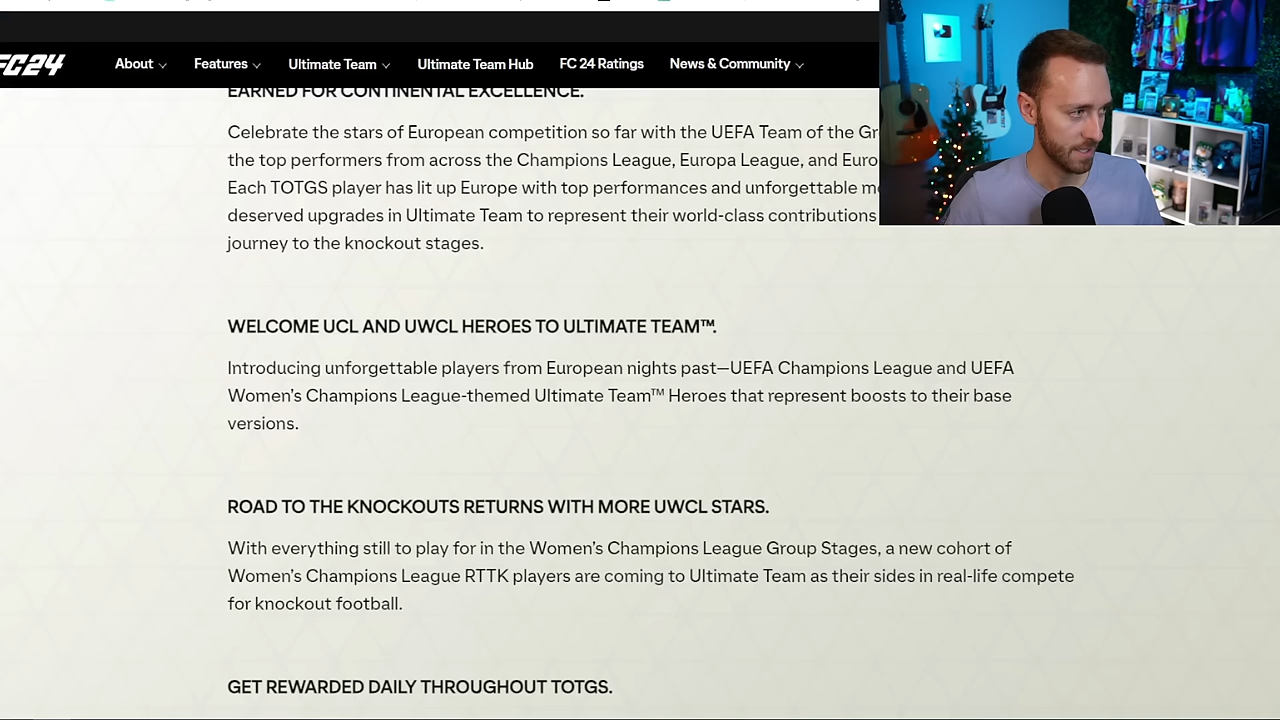 FC24
About
Features
Ultimate Team
Ultimate Team Hub
FC 24 Ratings
News & Community
EARNED FOR CONTINENTAL EXCELLENCE.
Celebrate the stars of European competition so far with the UEFA Team of the
the top performers from across the Champions League, Europa League, and
Each TOTGS player has lit up Europe with top performances and unforgettable
deserved upgrades in Ultimate Team to represent their world-class contributions
journey to the knockout stages.
WELCOME UCL AND UWCL HEROES TO ULTIMATE TEAM™.
Introducing unforgettable players from European nights past—UEFA Champions League and UEFA
Women's Champions League-themed Ultimate Team™ Heroes that represent boosts to their base
versions.
ROAD TO THE KNOCKOUTS RETURNS WITH MORE UWCL STARS.
With everything still to play for in the Women's Champions League Group Stages, a new cohort of
Women's Champions League RTTK players are coming to Ultimate Team as their sides in real-life compete
for knockout football.
GET REWARDED DAILY THROUGHOUT TOTGS.